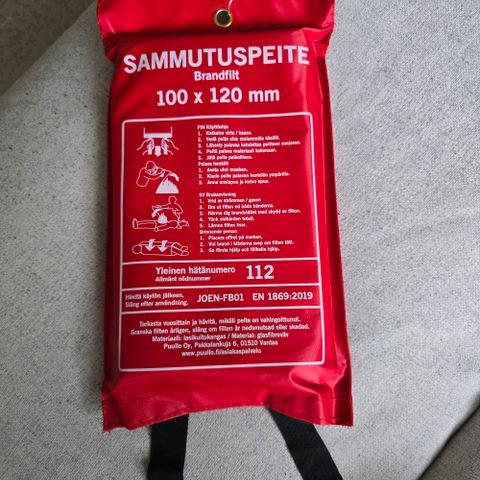 SAMMUTUSPEITE
Brandfilt
100 x 120 mm
FIN Käyttöohje
1. Katkaise virta / kaasu.
2. Vedä peite ulos molemmilla käsillä.
3. Lähesty palavaa kohdetta peitteen suojassa.
4. Peitä palava materiaali kokonaan.
5. Jätä peite paikalleen.
Palava henkilö
1. Aseta uhri maahan.
2. Kiedo peite palavan henkilön ympärille.
3. Anna ensiapua ja kutsu apua.
SV Bruksanvisning
1. Vrid av strömmen / gasen
2. Dra ut filten med båda händerna.
3. Närma dig brandstället med skydd av filten.
4. Täck eldhärden totalt.
5. Lämna filten kvar.
Brinnande person
1. Placera offret på marken.
2. Vid brand i kläderna svep om filten tätt.
3. Ge första hjälp och tillkalla hjälp.
Yleinen hätänumero 112
Allmänt nödnummer
Hävitä käytön jälkeen. JOEN-FB01 EN 1869:2019
Släng efter användning.
Tarkasta vuosittain ja hävitä, mikäli peite on vahingoittunut.
Granska filten årligen, släng om filten är nedsmutsad eller skadad.
Materiaali: lasikuitukangas / Material: glasfiberväv
Puuilo Oy, Pakkalankuja 6, 01510 Vantaa
www.puuilo.fi/asiakaspalvelu